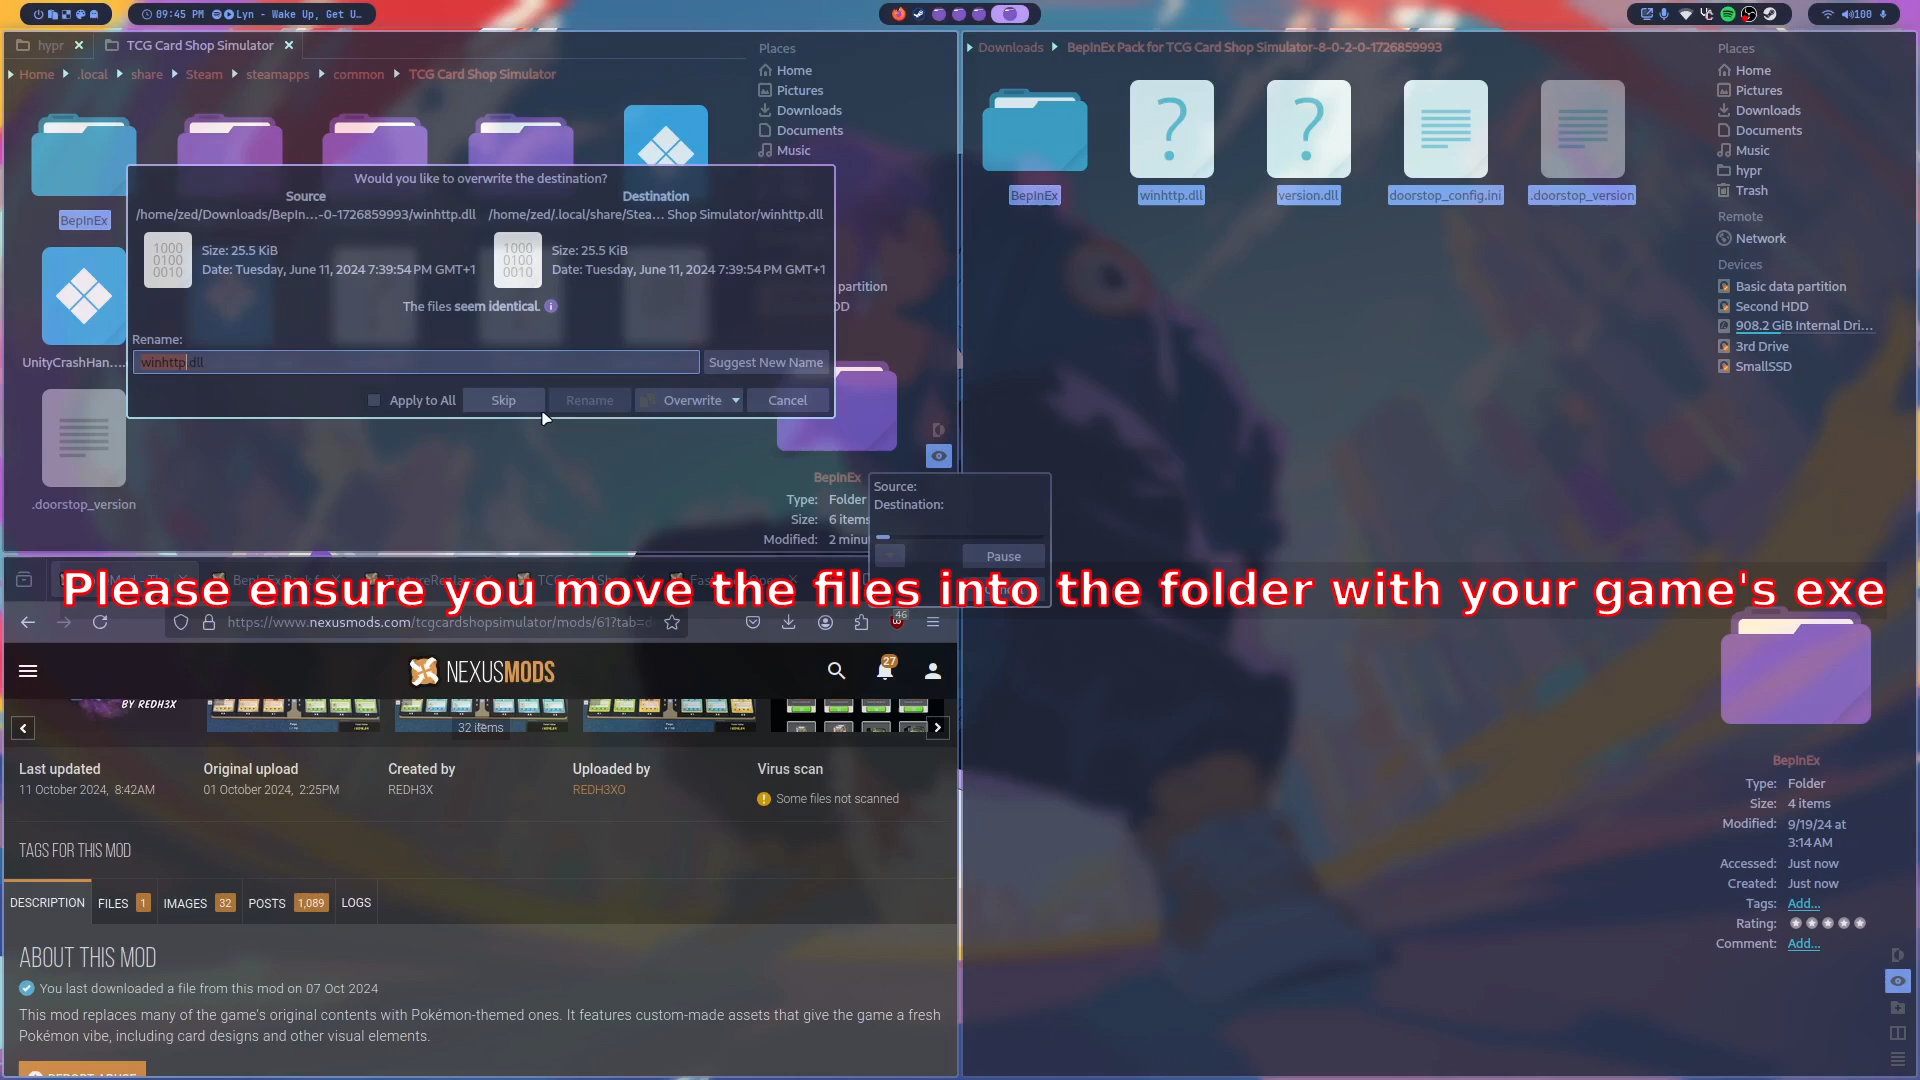 09:45 PM
Lyn - Wake Up, Get U…
100
hypr
TCG Card Shop Simulator
Home
.local
share
Steam
steamapps
common
TCG Card Shop Simulator
Places
Home
Pictures
Downloads
Documents
Music
partition
BepInEx
UnityCrashHan…
.doorstop_version
Would you like to overwrite the destination?
Source
Destination
/home/zed/Downloads/BepIn…-0-1726859993/winhttp.dll
/home/zed/.local/share/Stea… Shop Simulator/winhttp.dll
Size: 25.5 KiB
Date: Tuesday, June 11, 2024 7:39:54 PM GMT+1
Size: 25.5 KiB
Date: Tuesday, June 11, 2024 7:39:54 PM GMT+1
The files seem identical.
Rename:
winhttp.dll
Suggest New Name
Apply to All
Skip
Rename
Overwrite
Cancel
BepInEx
Type: Folder
Size: 6 items
Modified: 2 minu
Source:
Destination:
Pause
Downloads
BepInEx Pack for TCG Card Shop Simulator-8-0-2-0-1726859993
BepInEx
winhttp.dll
version.dll
doorstop_config.ini
.doorstop_version
Places
Home
Pictures
Downloads
Documents
Music
hypr
Trash
Remote
Network
Devices
Basic data partition
Second HDD
908.2 GiB Internal Dri…
3rd Drive
SmallSSD
Please ensure you move the files into the folder with your game's exe
https://www.nexusmods.com/tcgcardshopsimulator/mods/61?tab=d
46
NEXUSMODS
27
BY REDH3X
32 items
Last updated
11 October 2024, 8:42AM
Original upload
01 October 2024, 2:25PM
Created by
REDH3X
Uploaded by
REDH3XO
Virus scan
Some files not scanned
TAGS FOR THIS MOD
DESCRIPTION
FILES 1
IMAGES 32
POSTS 1,089
LOGS
ABOUT THIS MOD
You last downloaded a file from this mod on 07 Oct 2024
This mod replaces many of the game's original contents with Pokémon-themed ones. It features custom-made assets that give the game a fresh
Pokémon vibe, including card designs and other visual elements.
REPORT ABUSE
BepInEx
Type: Folder
Size: 4 items
Modified: 9/19/24 at
3:14 AM
Accessed: Just now
Created: Just now
Tags: Add...
Rating:
Comment: Add...